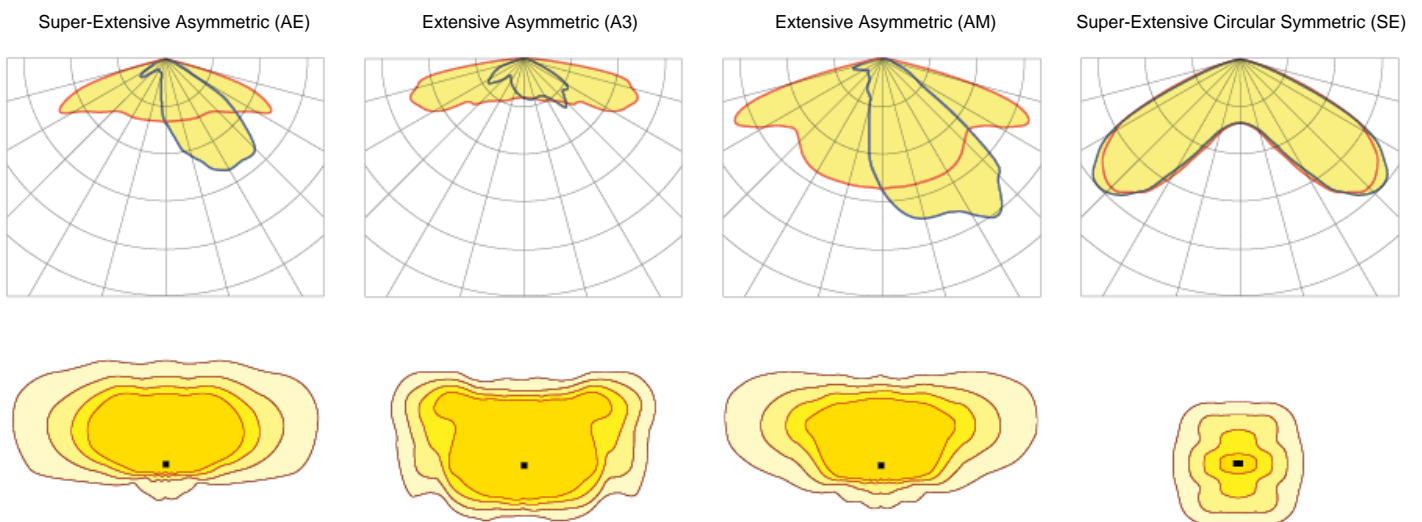 Super-Extensive Asymmetric (AE)
Extensive Asymmetric (A3)
Extensive Asymmetric (AM)
Super-Extensive Circular Symmetric (SE)